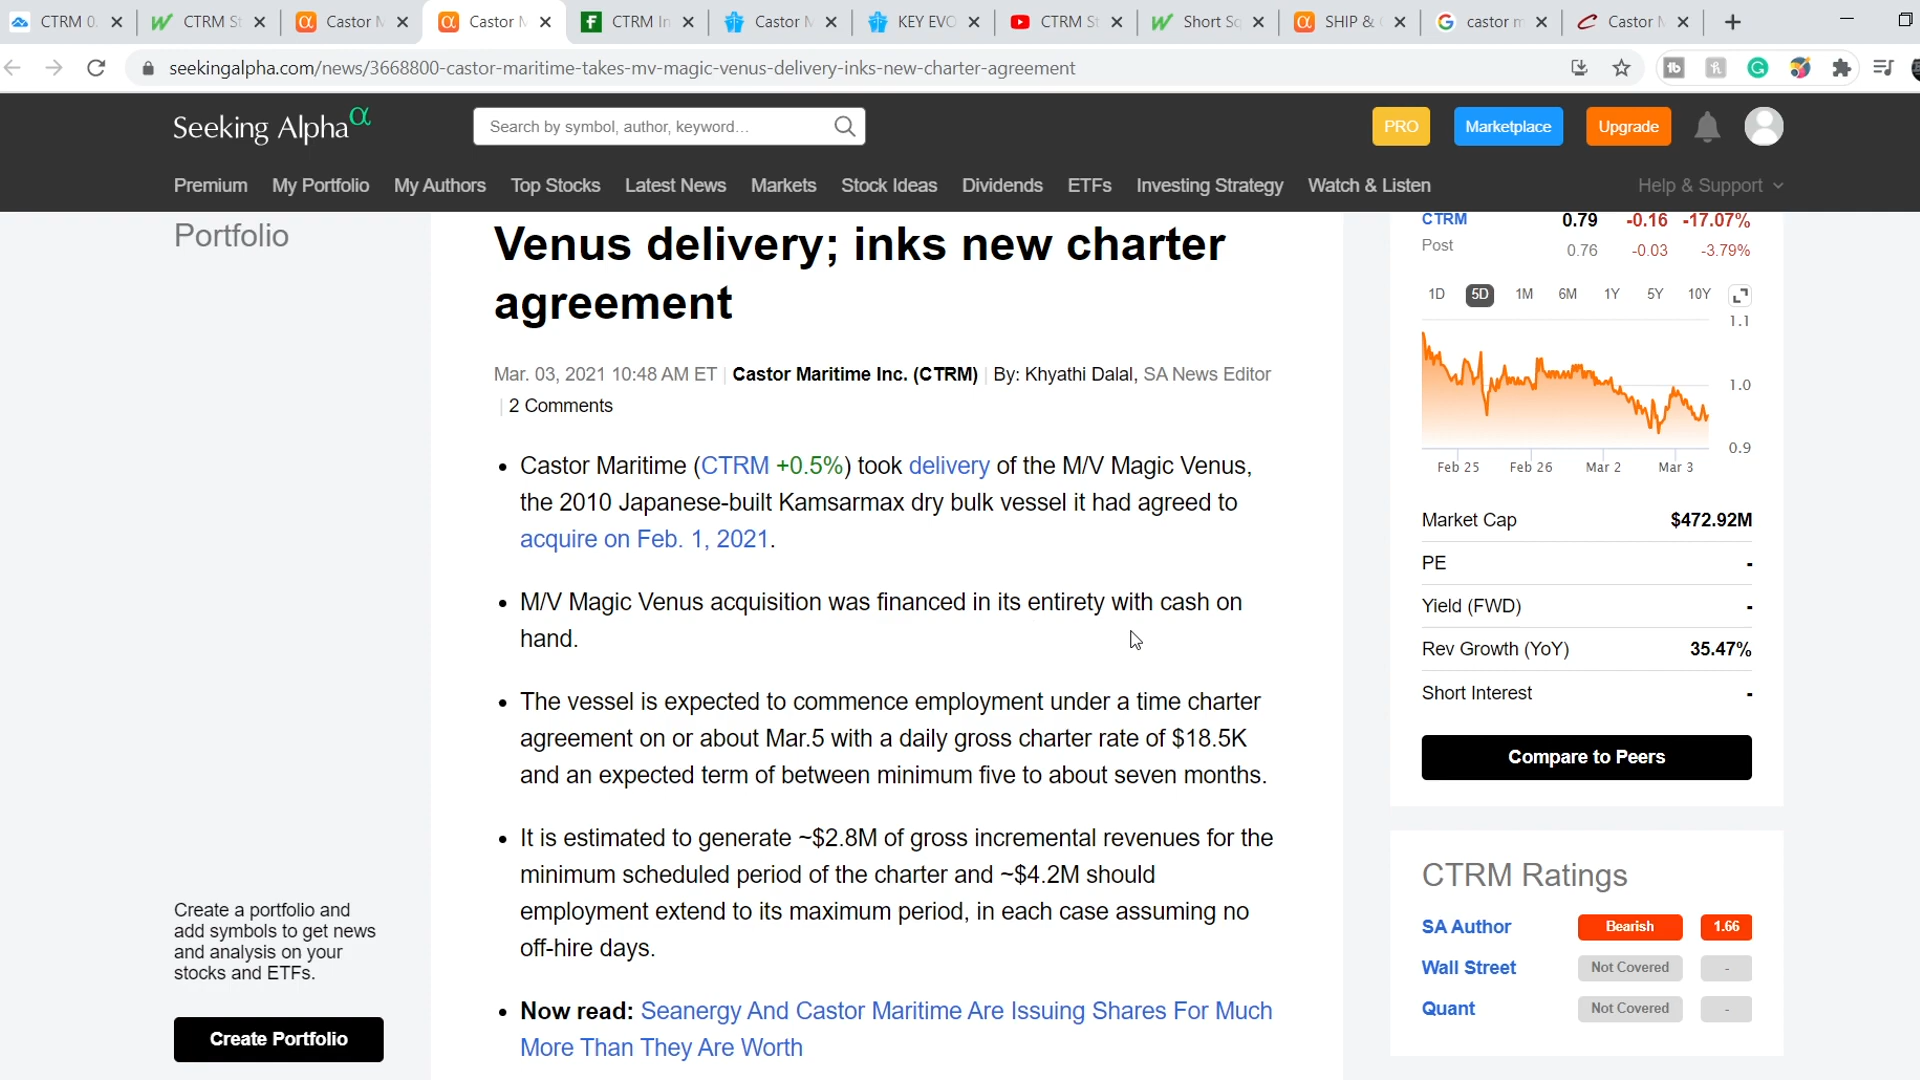 CTRM 0.
CTRM St
Castor M
Castor M
CTRM In
Castor M
KEY EVO
CTRM St
Short Sq
SHIP &
castor m
Castor M
seekingalpha.com/news/3668800-castor-maritime-takes-mv-magic-venus-delivery-inks-new-charter-agreement
Seeking Alpha α
Search by symbol, author, keyword...
PRO
Marketplace
Upgrade
Premium My Portfolio My Authors Top Stocks Latest News Markets Stock Ideas Dividends ETFs Investing Strategy Watch & Listen Help & Support
Portfolio
Create a portfolio and
add symbols to get news
and analysis on your
stocks and ETFs.
Create Portfolio
Venus delivery; inks new charter
agreement
Mar. 03, 2021 10:48 AM ET | Castor Maritime Inc. (CTRM) | By: Khyathi Dalal, SA News Editor
| 2 Comments
• Castor Maritime (CTRM +0.5%) took delivery of the M/V Magic Venus,
the 2010 Japanese-built Kamsarmax dry bulk vessel it had agreed to
acquire on Feb. 1, 2021.
• M/V Magic Venus acquisition was financed in its entirety with cash on
hand.
• The vessel is expected to commence employment under a time charter
agreement on or about Mar.5 with a daily gross charter rate of $18.5K
and an expected term of between minimum five to about seven months.
• It is estimated to generate ~$2.8M of gross incremental revenues for the
minimum scheduled period of the charter and ~$4.2M should
employment extend to its maximum period, in each case assuming no
off-hire days.
• Now read: Seanergy And Castor Maritime Are Issuing Shares For Much
More Than They Are Worth
CTRM 0.79 -0.16 -17.07%
Post 0.76 -0.03 -3.79%
1D 5D 1M 6M 1Y 5Y 10Y
1.1
1.0
0.9
Feb 25 Feb 26 Mar 2 Mar 3
Market Cap $472.92M
PE -
Yield (FWD) -
Rev Growth (YoY) 35.47%
Short Interest -
Compare to Peers
CTRM Ratings
SA Author Bearish 1.66
Wall Street Not Covered -
Quant Not Covered -